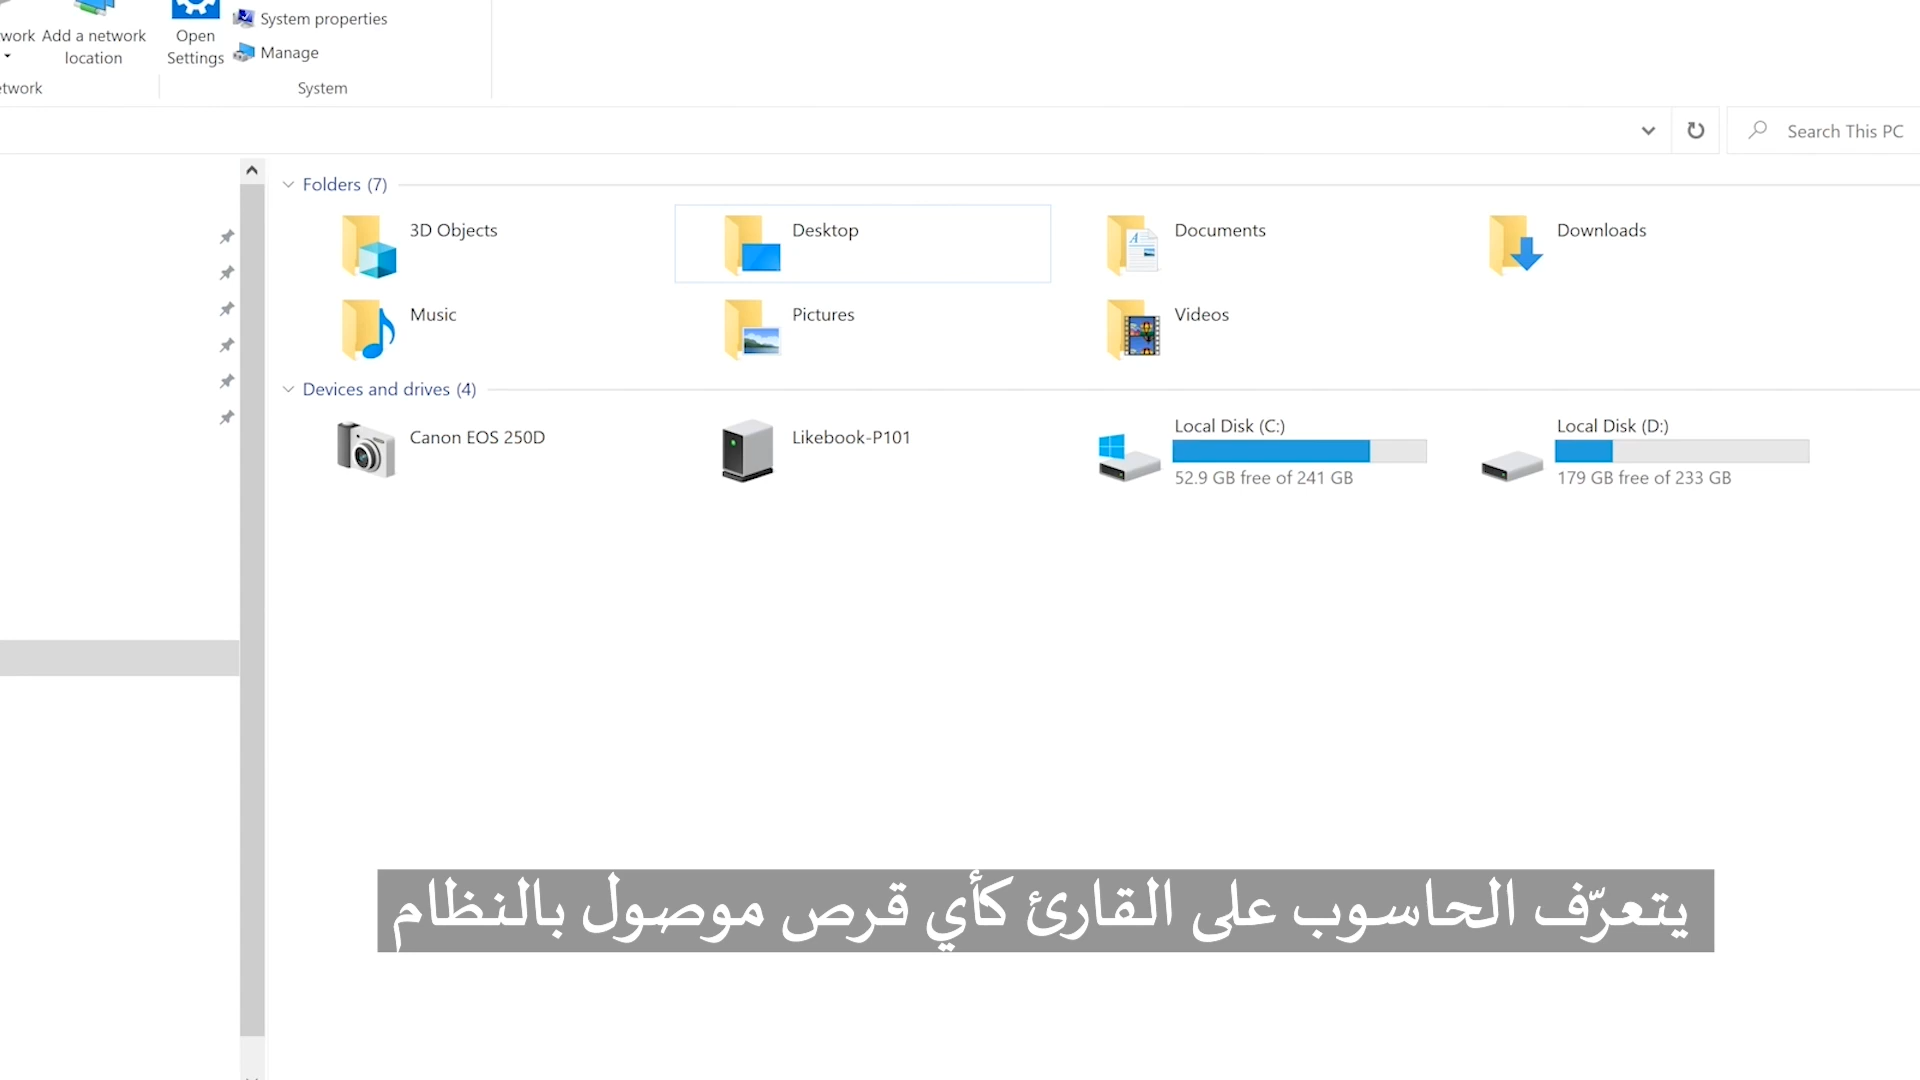 Add a network
location
Open
Settings
System properties
Manage
System
Search This PC
Folders (7)
3D Objects
Desktop
Documents
Downloads
Music
Pictures
Videos
Devices and drives (4)
Canon EOS 250D
Likebook-P101
Local Disk (C:)
52.9 GB free of 241 GB
Local Disk (D:)
179 GB free of 233 GB
يتعرّف الحاسوب على القارئ كأي قرص موصول بالنظام